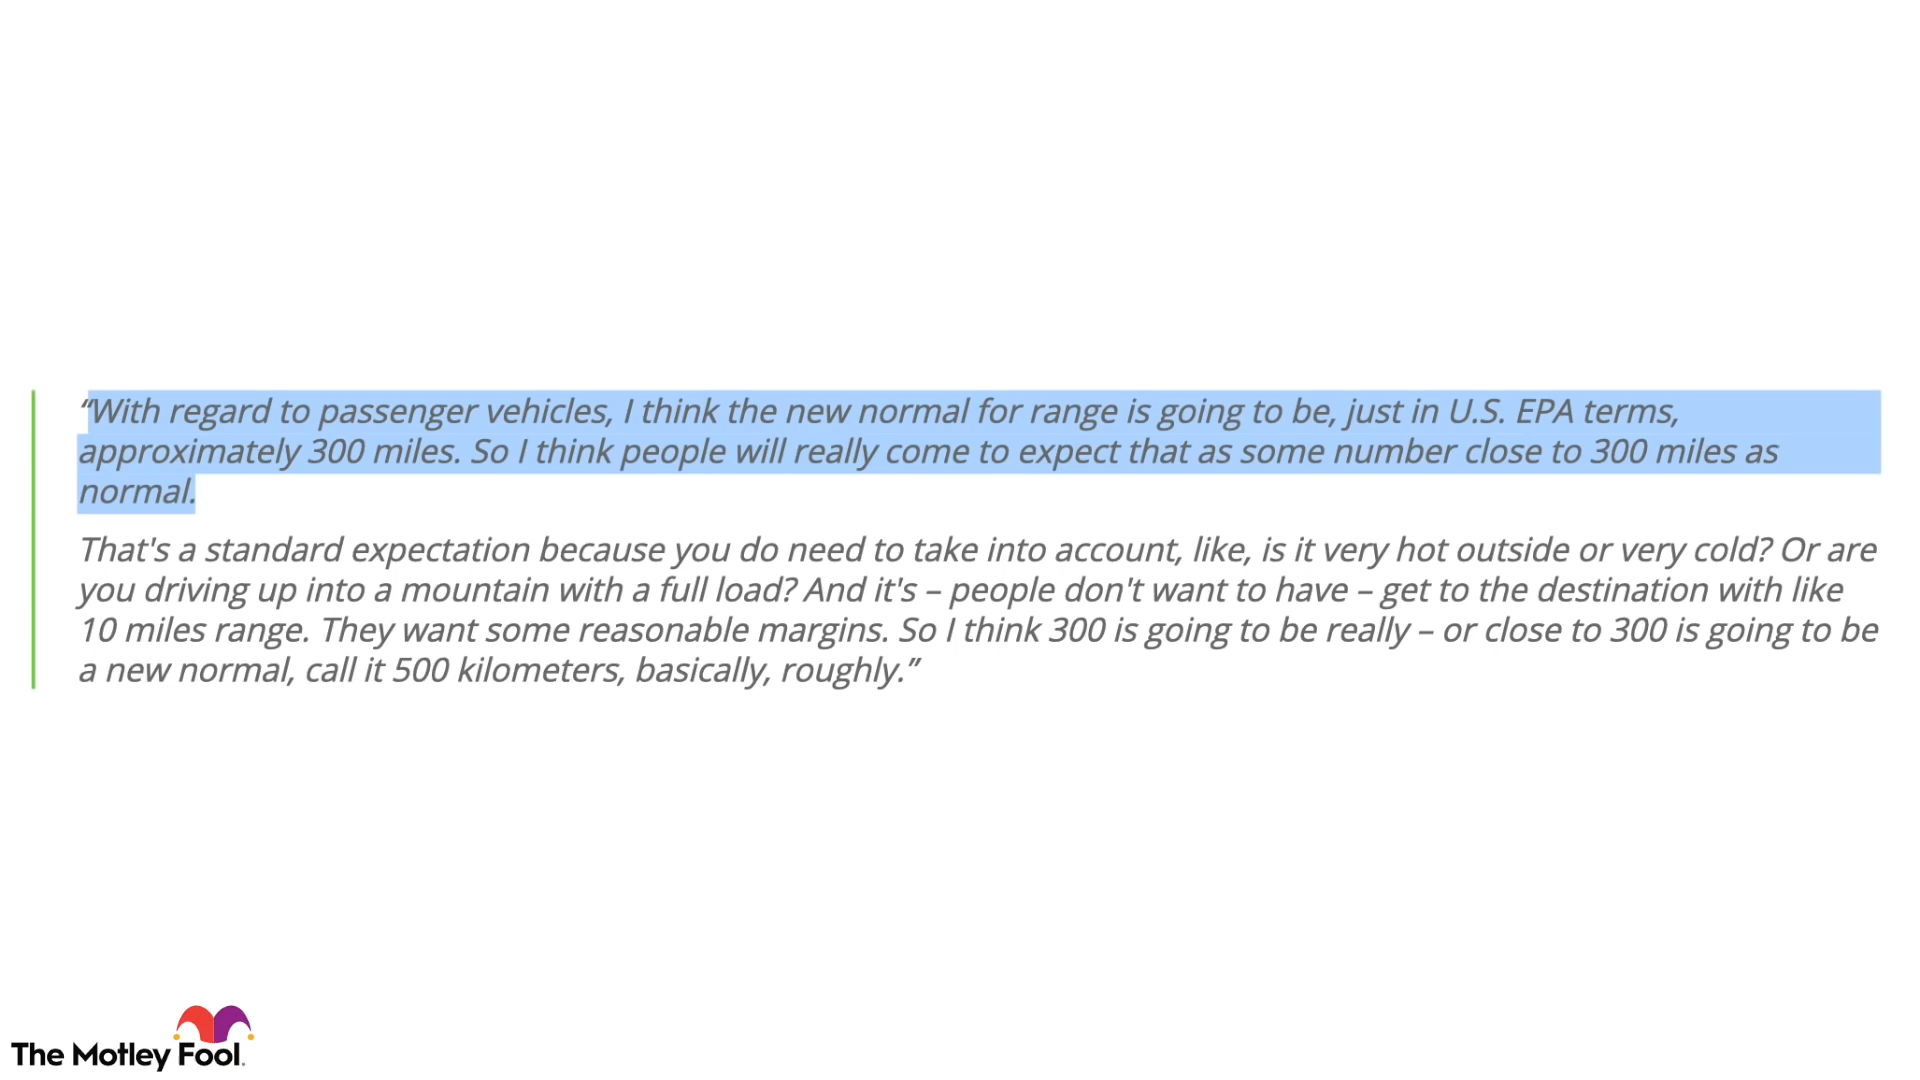 “With regard to passenger vehicles, I think the new normal for range is going to be, just in U.S. EPA terms,
approximately 300 miles. So I think people will really come to expect that as some number close to 300 miles as
normal.
That's a standard expectation because you do need to take into account, like, is it very hot outside or very cold? Or are
you driving up into a mountain with a full load? And it's – people don't want to have – get to the destination with like
10 miles range. They want some reasonable margins. So I think 300 is going to be really – or close to 300 is going to be
a new normal, call it 500 kilometers, basically, roughly.”
The Motley Fool.